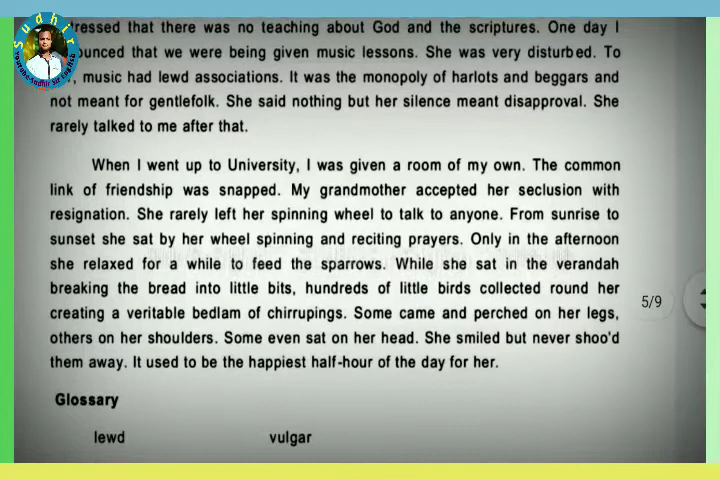 Sudhir
Youtube-Sudhir Sir English
ressed that there was no teaching about God and the scriptures. One day I
ounced that we were being given music lessons. She was very disturbed. To
, music had lewd associations. It was the monopoly of harlots and beggars and
not meant for gentlefolk. She said nothing but her silence meant disapproval. She
rarely talked to me after that.
When I went up to University, I was given a room of my own. The common
link of friendship was snapped. My grandmother accepted her seclusion with
resignation. She rarely left her spinning wheel to talk to anyone. From sunrise to
sunset she sat by her wheel spinning and reciting prayers. Only in the afternoon
she relaxed for a while to feed the sparrows. While she sat in the verandah
breaking the bread into little bits, hundreds of little birds collected round her
creating a veritable bedlam of chirrupings. Some came and perched on her legs,
5/9
others on her shoulders. Some even sat on her head. She smiled but never shoo'd
them away. It used to be the happiest half-hour of the day for her.
Glossary
lewd vulgar